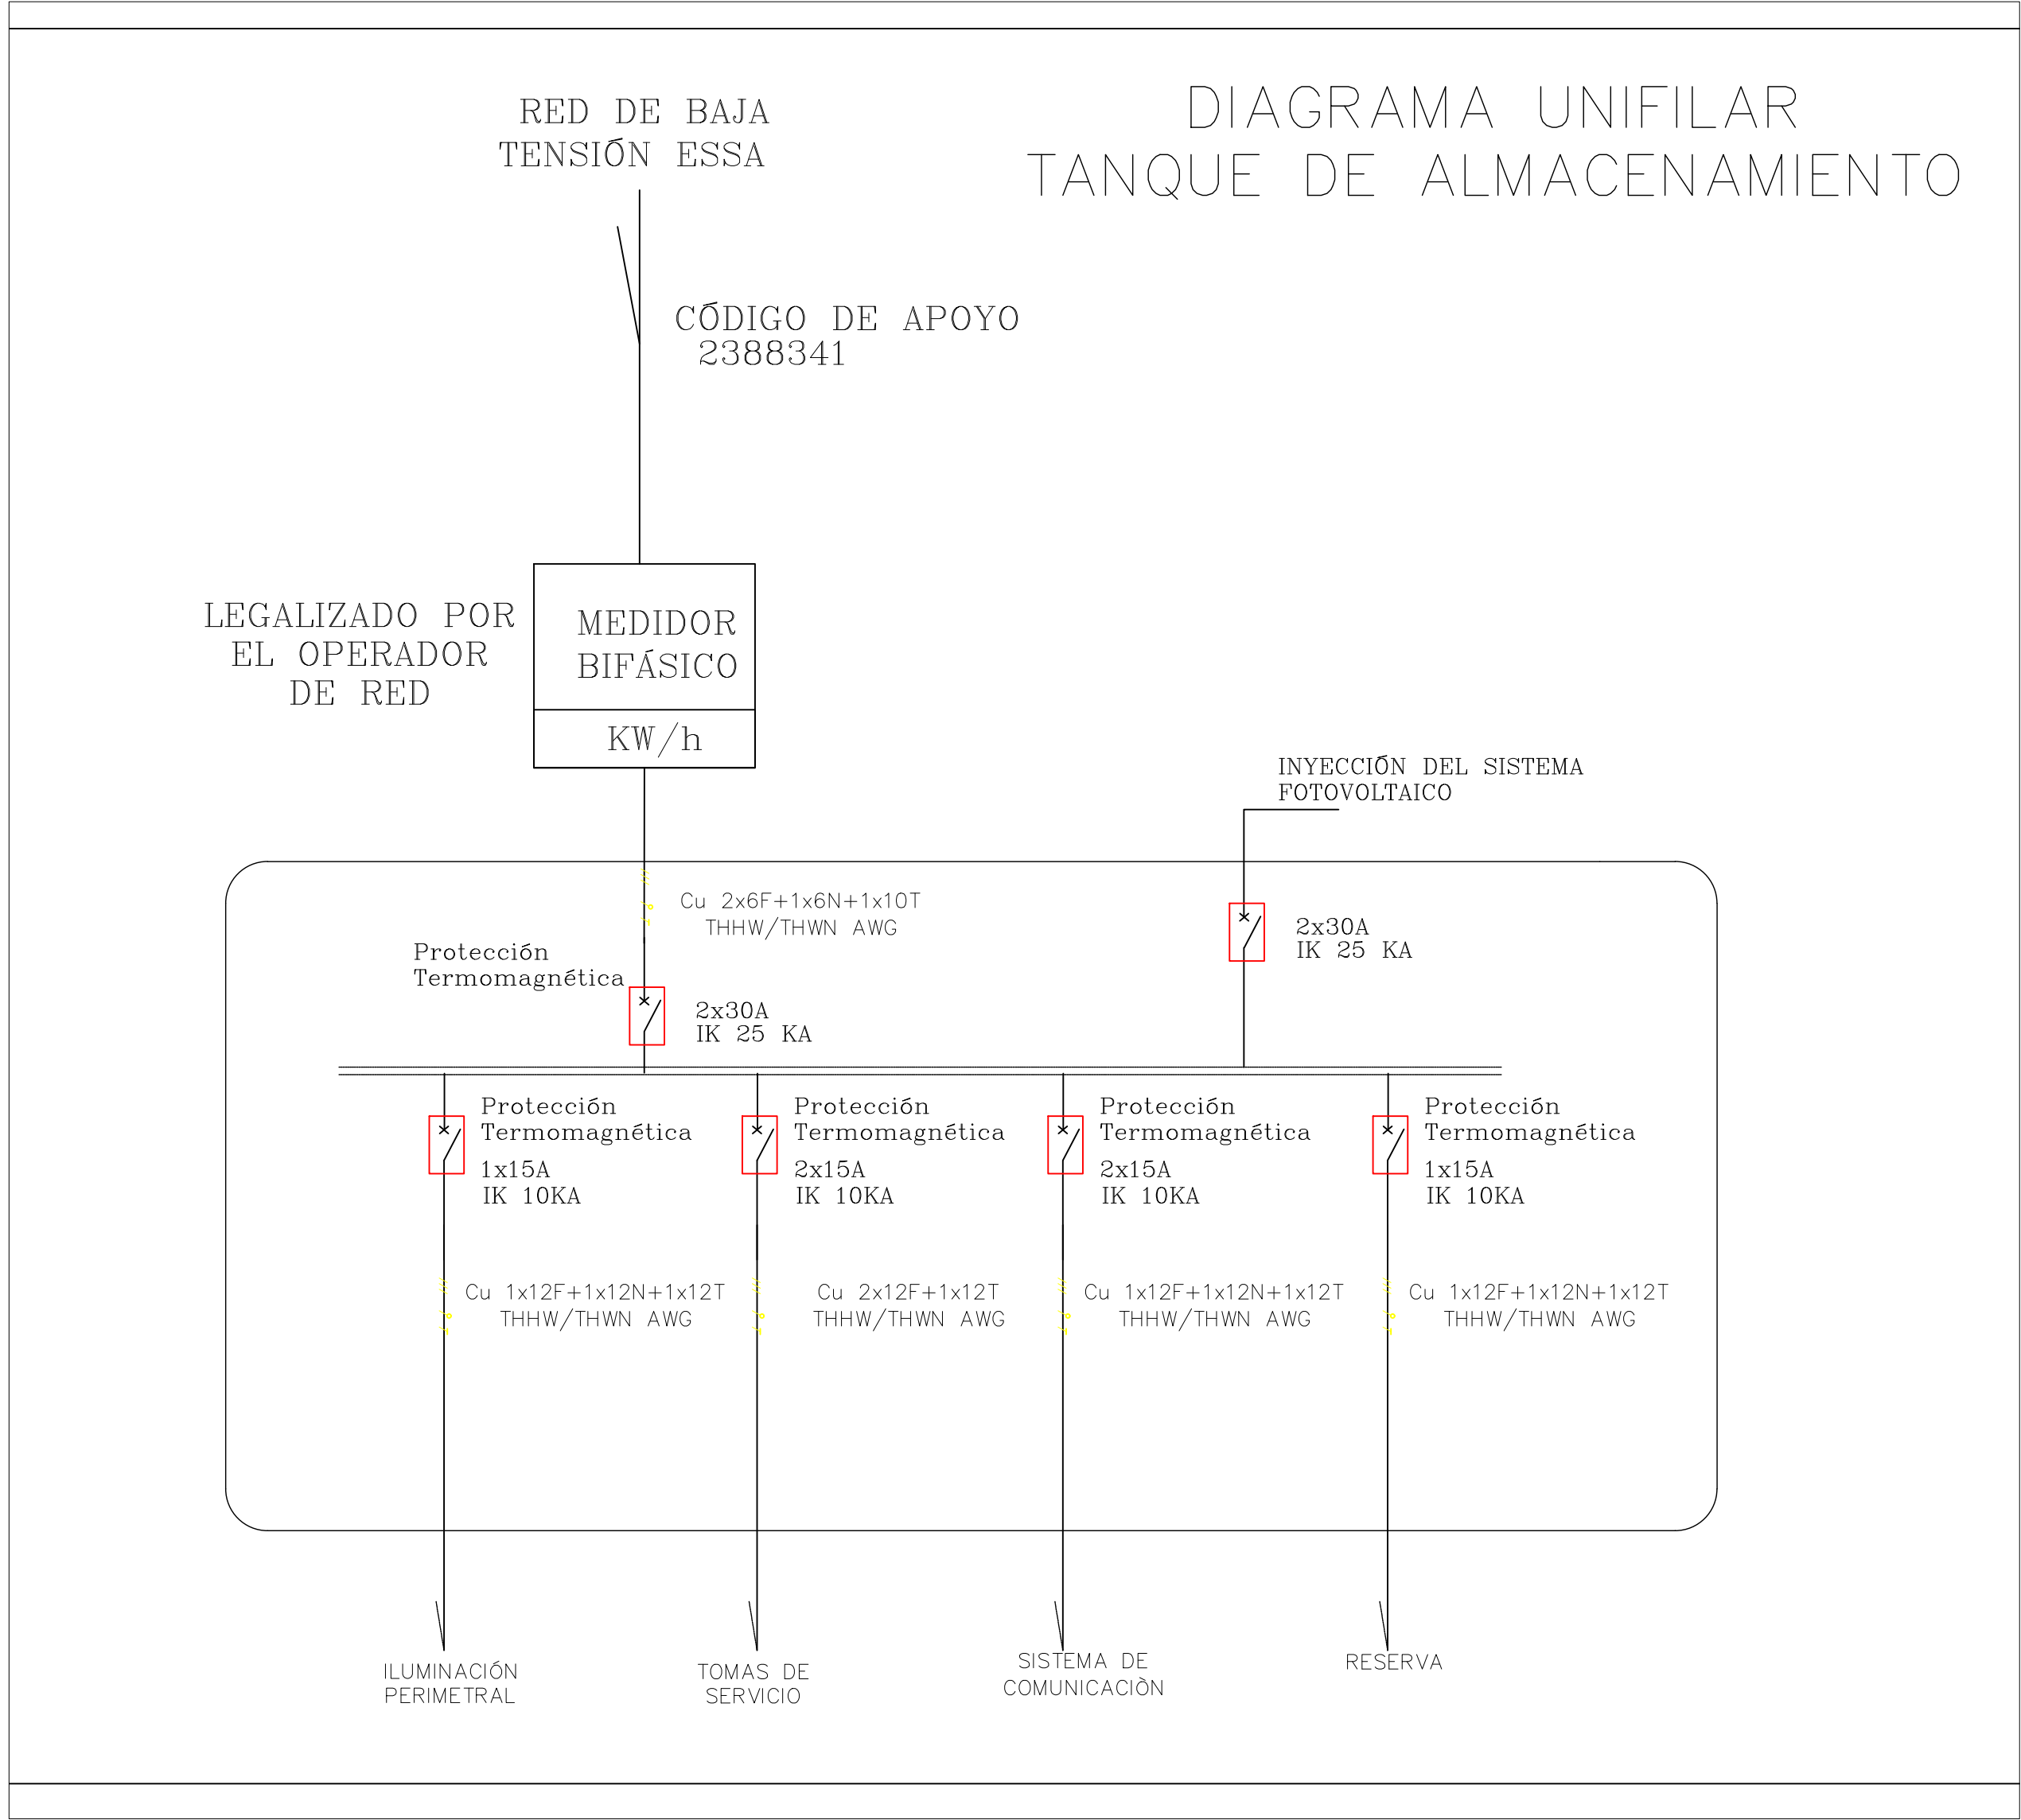 DIAGRAMA UNIFILAR
TANQUE DE ALMACENAMIENTO
RED DE BAJA
TENSIÓN ESSA
CÓDIGO DE APOYO
2388341
LEGALIZADO POR
EL OPERADOR
DE RED
MEDIDOR
BIFÁSICO
KW/h
INYECCIÓN DEL SISTEMA
FOTOVOLTAICO
Cu 2x6F+1x6N+1x10T
THHW/THWN AWG
Protección
Termomagnética
2x30A
IK 25 KA
2x30A
IK 25 KA
Protección
Termomagnética
1x15A
IK 10KA
Protección
Termomagnética
2x15A
IK 10KA
Protección
Termomagnética
2x15A
IK 10KA
Protección
Termomagnética
1x15A
IK 10KA
Cu 1x12F+1x12N+1x12T
THHW/THWN AWG
Cu 2x12F+1x12T
THHW/THWN AWG
Cu 1x12F+1x12N+1x12T
THHW/THWN AWG
Cu 1x12F+1x12N+1x12T
THHW/THWN AWG
ILUMINACIÓN
PERIMETRAL
TOMAS DE
SERVICIO
SISTEMA DE
COMUNICACIÒN
RESERVA